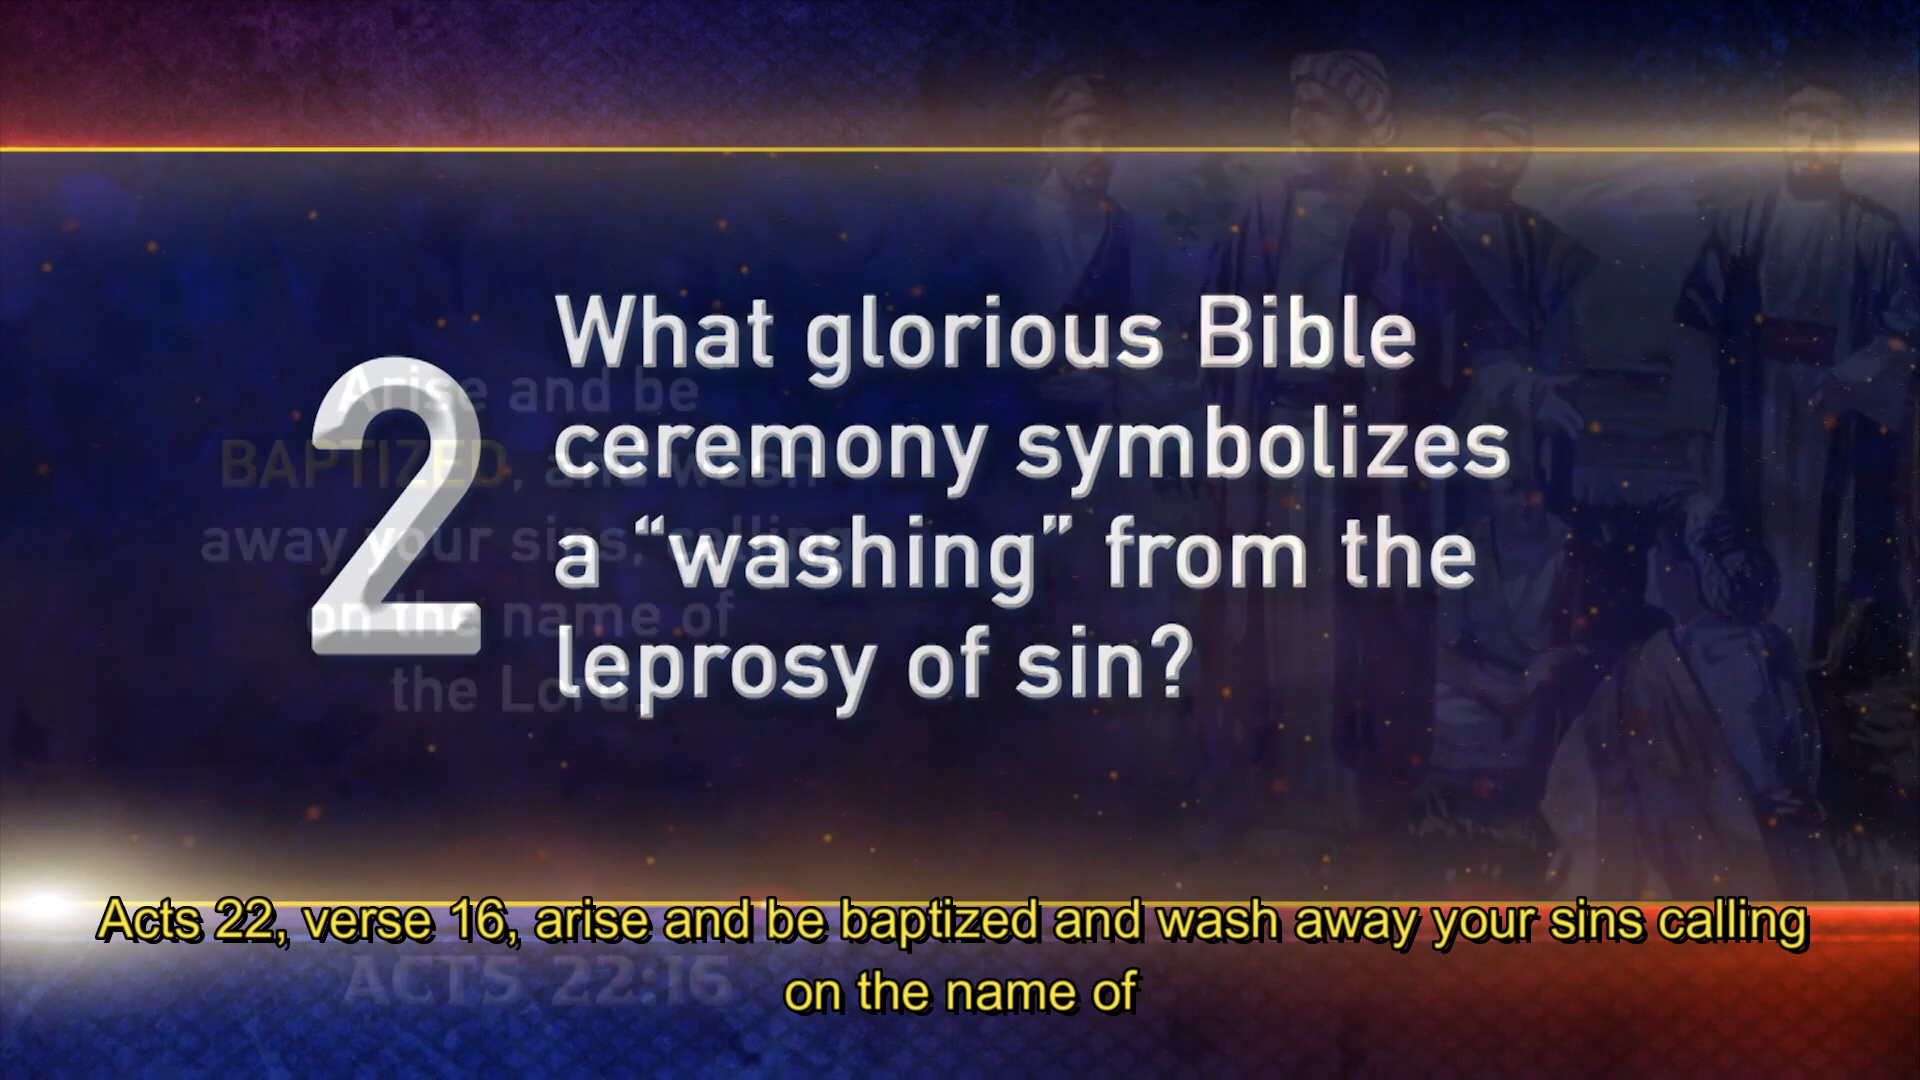 2
What glorious Bible
ceremony symbolizes
a “washing” from the
leprosy of sin?
Arise and be
BAPTIZED, and wash
away your sins, calling
on the name of
the Lord.
Acts 22, verse 16, arise and be baptized and wash away your sins calling
on the name of
ACTS 22:16